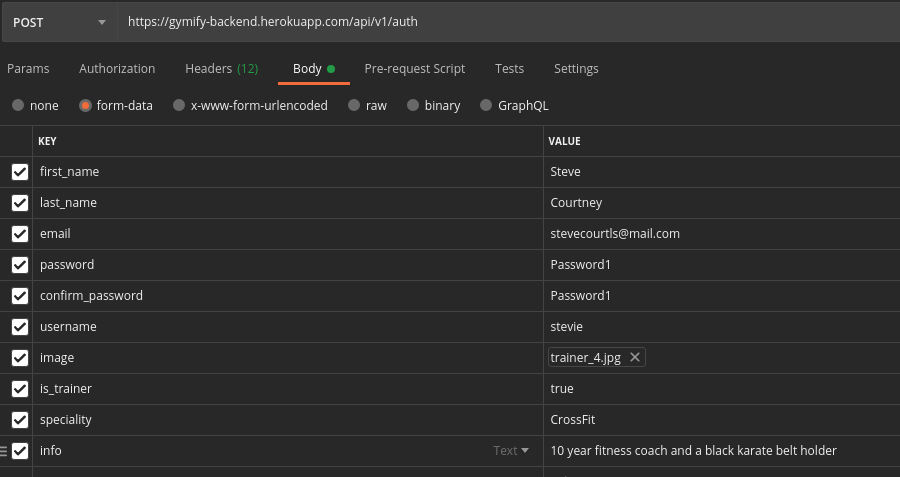 POST https://gymify-backend.herokuapp.com/api/v1/auth
Params Authorization Headers (12) Body Pre-request Script Tests Settings
none form-data x-www-form-urlencoded raw binary GraphQL
KEY VALUE
first_name Steve
last_name Courtney
email stevecourtls@mail.com
password Password1
confirm_password Password1
username stevie
image trainer_4.jpg
is_trainer true
speciality CrossFit
info Text 10 year fitness coach and a black karate belt holder